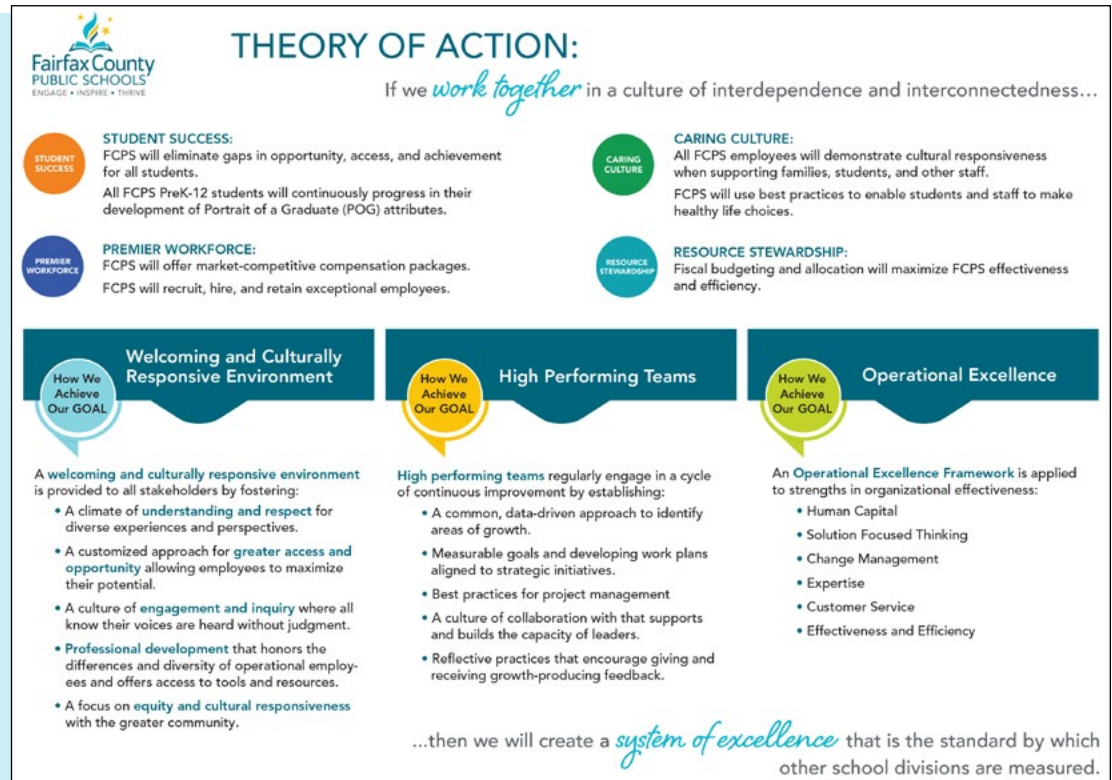 Fairfax County
PUBLIC SCHOOLS
ENGAGE • INSPIRE • THRIVE
THEORY OF ACTION:
If we work together in a culture of interdependence and interconnectedness...
STUDENT
SUCCESS
STUDENT SUCCESS:
FCPS will eliminate gaps in opportunity, access, and achievement
for all students.
All FCPS PreK-12 students will continuously progress in their
development of Portrait of a Graduate (POG) attributes.
CARING
CULTURE
CARING CULTURE:
All FCPS employees will demonstrate cultural responsiveness
when supporting families, students, and other staff.
FCPS will use best practices to enable students and staff to make
healthy life choices.
PREMIER
WORKFORCE
PREMIER WORKFORCE:
FCPS will offer market-competitive compensation packages.
FCPS will recruit, hire, and retain exceptional employees.
RESOURCE
STEWARDSHIP
RESOURCE STEWARDSHIP:
Fiscal budgeting and allocation will maximize FCPS effectiveness
and efficiency.
How We
Achieve
Our GOAL
Welcoming and Culturally
Responsive Environment
A welcoming and culturally responsive environment
is provided to all stakeholders by fostering:
• A climate of understanding and respect for
diverse experiences and perspectives.
• A customized approach for greater access and
opportunity allowing employees to maximize
their potential.
• A culture of engagement and inquiry where all
know their voices are heard without judgment.
• Professional development that honors the
differences and diversity of operational employ-
ees and offers access to tools and resources.
• A focus on equity and cultural responsiveness
with the greater community.
How We
Achieve
Our GOAL
High Performing Teams
High performing teams regularly engage in a cycle
of continuous improvement by establishing:
• A common, data-driven approach to identify
areas of growth.
• Measurable goals and developing work plans
aligned to strategic initiatives.
• Best practices for project management
• A culture of collaboration with that supports
and builds the capacity of leaders.
• Reflective practices that encourage giving and
receiving growth-producing feedback.
How We
Achieve
Our GOAL
Operational Excellence
An Operational Excellence Framework is applied
to strengths in organizational effectiveness:
• Human Capital
• Solution Focused Thinking
• Change Management
• Expertise
• Customer Service
• Effectiveness and Efficiency
...then we will create a system of excellence that is the standard by which
other school divisions are measured.